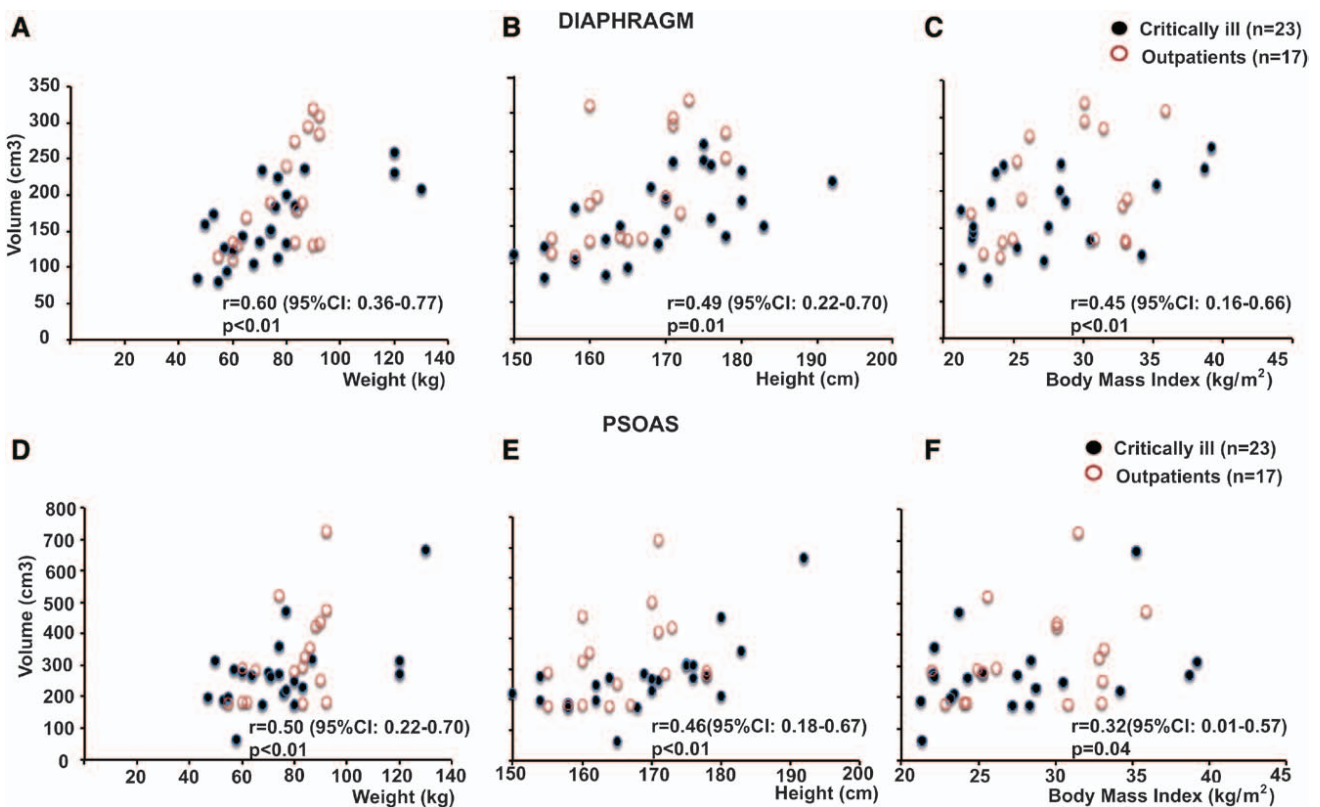 A
B
DIAPHRAGM
C
Critically ill (n=23)
Outpatients (n=17)
Volume (cm3)
350
300
250
200
150
100
50
0
r=0.60 (95%CI: 0.36-0.77)
p<0.01
20 40 60 80 100 120 140
Weight (kg)
r=0.49 (95%CI: 0.22-0.70)
p=0.01
150 160 170 180 190 200
Height (cm)
r=0.45 (95%CI: 0.16-0.66)
p<0.01
20 25 30 35 40 45
Body Mass Index (kg/m2)
PSOAS
D
E
F
Critically ill (n=23)
Outpatients (n=17)
Volume (cm3)
800
700
600
500
400
300
200
100
0
r=0.50 (95%CI: 0.22-0.70)
p<0.01
20 40 60 80 100 120 140
Weight (kg)
r=0.46(95%CI: 0.18-0.67)
p<0.01
150 160 170 180 190 200
Height (cm)
r=0.32(95%CI: 0.01-0.57)
p=0.04
20 25 30 35 40 45
Body Mass Index (kg/m2)